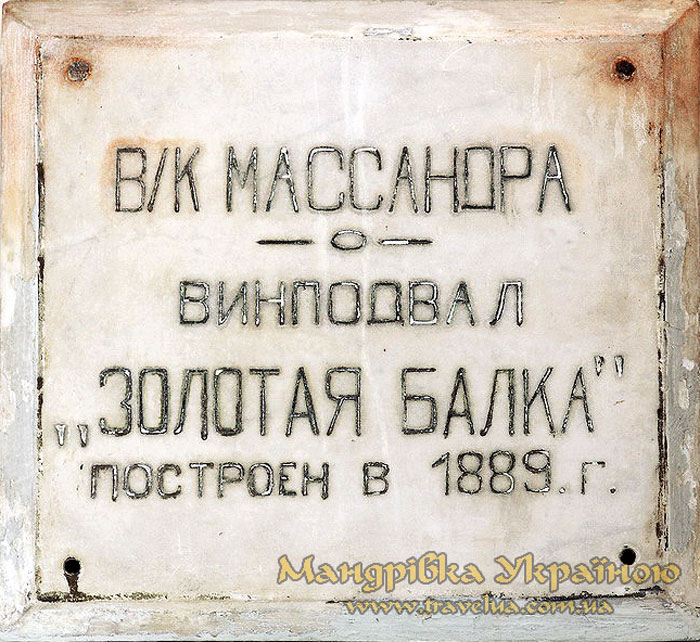 В/К МАССАНДРА
ВИНПОДВАЛ
„ЗОЛОТАЯ БАЛКА"
ПОСТРОЕН В 1889. г.
Мандрівка Україною
www.travelua.com.ua